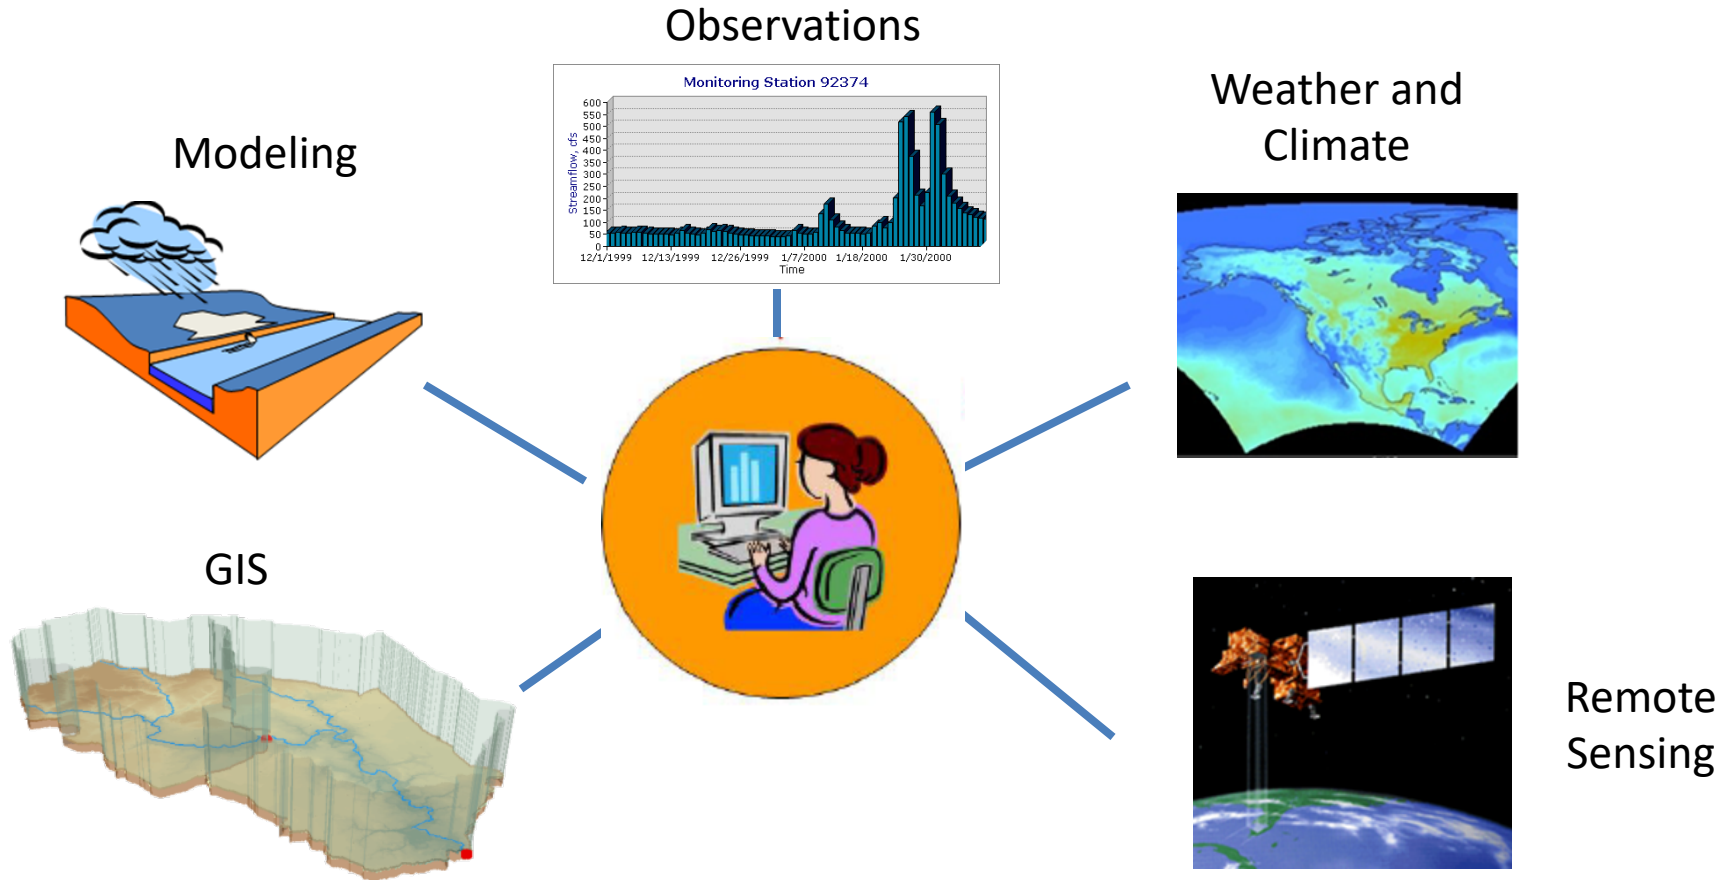 Observations
Monitoring Station 92374
600
550
500
450
400
350
300
250
200
150
100
50
0
Streamflow, cfs
12/1/1999 12/13/1999 12/26/1999 1/7/2000 1/18/2000 1/30/2000
Time
Weather and
Climate
Modeling
GIS
Remote
Sensing